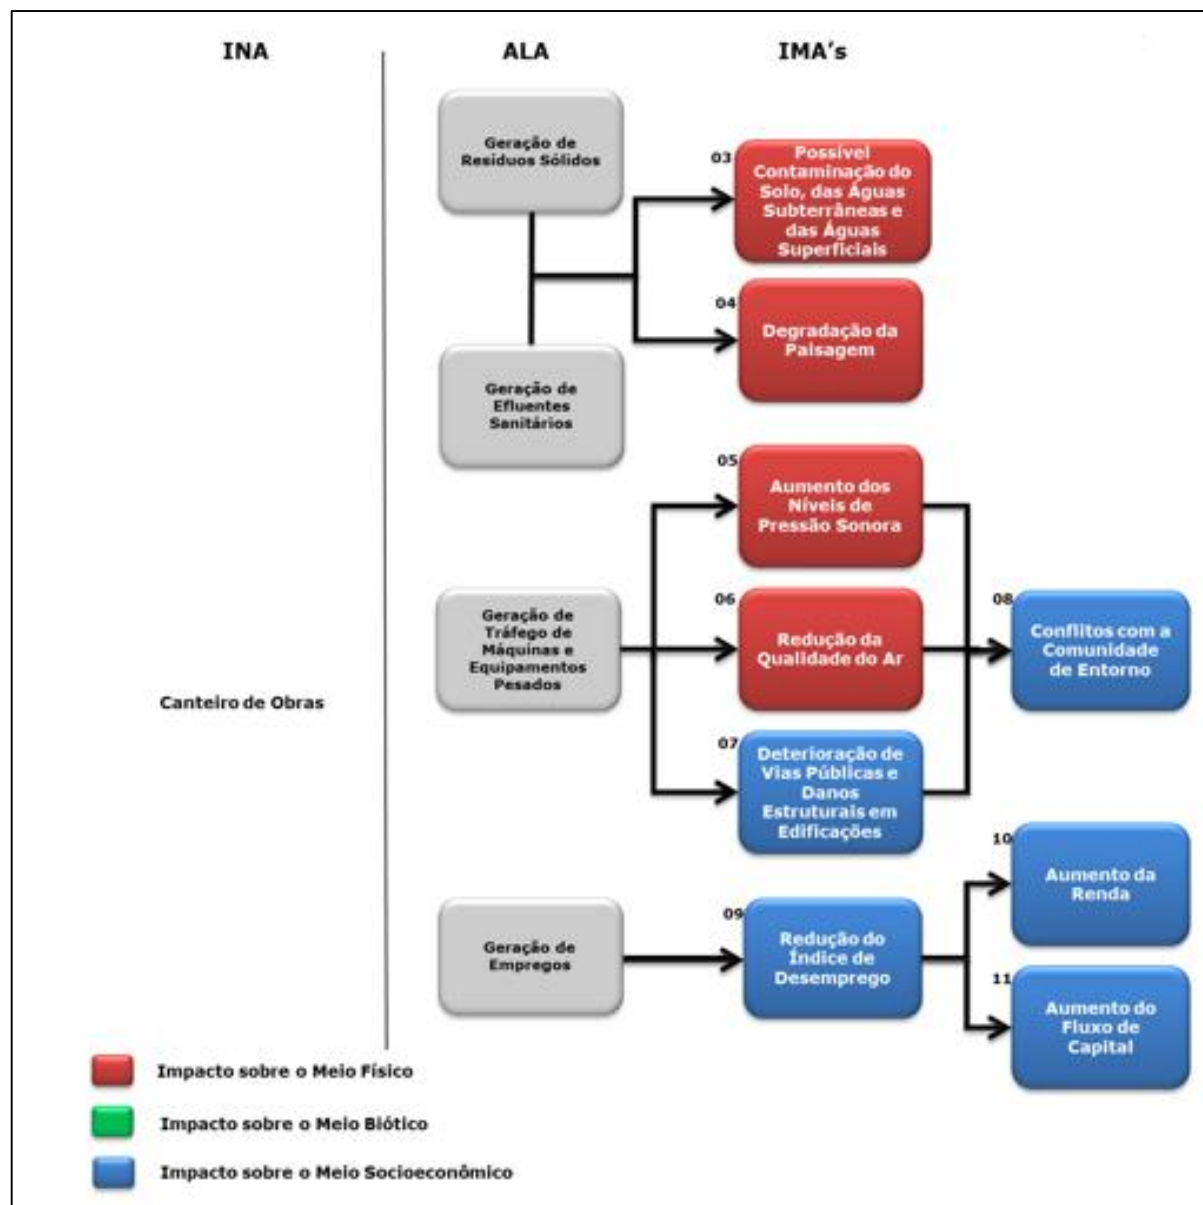 INA
ALA
IMA’s
Geração de
Resíduos Sólidos
03
Possível
Contaminação do
Solo, das Águas
Subterrâneas e
das Águas
Superficiais
04
Degradação da
Paisagem
Geração de
Efluentes
Sanitários
05
Aumento dos
Níveis de
Pressão Sonora
Geração de
Tráfego de
Máquinas e
Equipamentos
Pesados
06
Redução da
Qualidade do Ar
08
Conflitos com a
Comunidade
de Entorno
Canteiro de Obras
07
Deterioração de
Vias Públicas e
Danos
Estruturais em
Edificações
10
Aumento da
Renda
Geração de
Empregos
09
Redução do
Índice de
Desemprego
11
Aumento do
Fluxo de
Capital
Impacto sobre o Meio Físico
Impacto sobre o Meio Biótico
Impacto sobre o Meio Socioeconômico